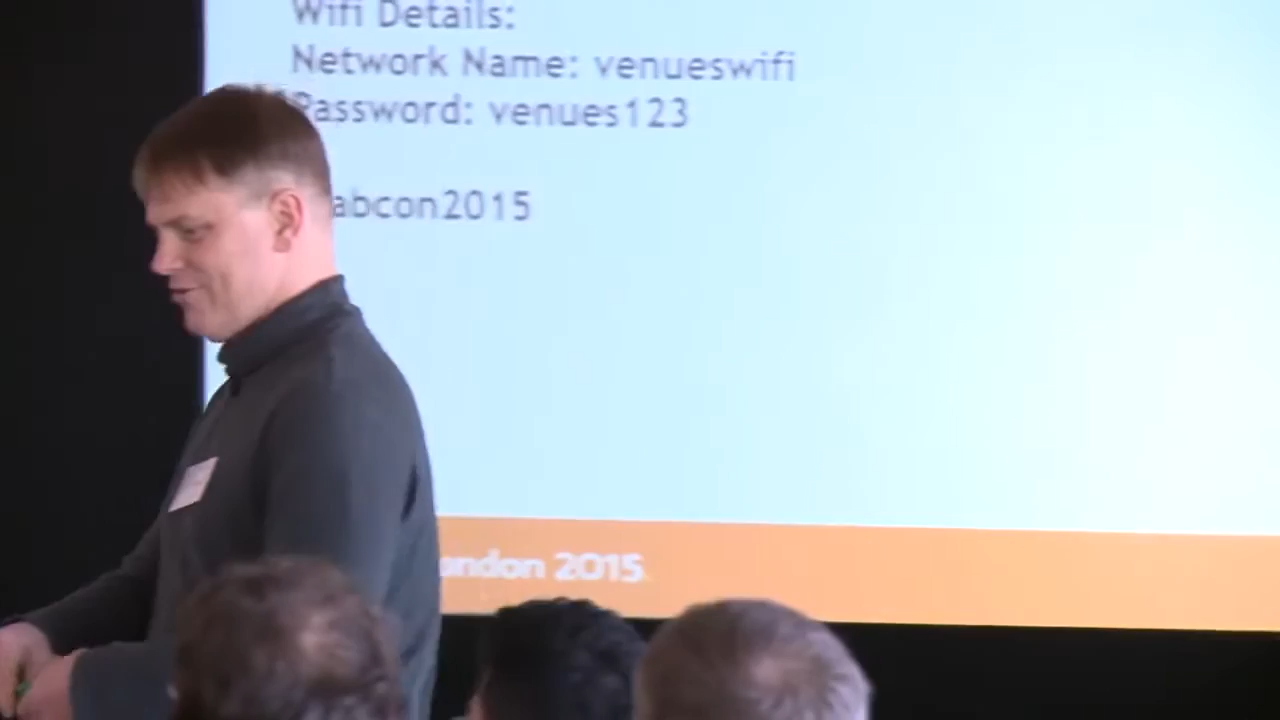 Wifi Details:
Network Name: venueswifi
Password: venues123
abcon2015
ondon 2015